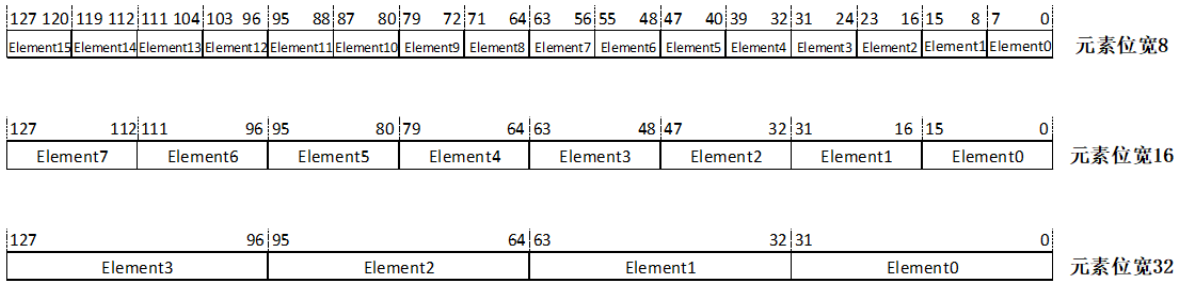 127 120 119 112 111 104 103 96 95 88 87 80 79 72 71 64 63 56 55 48 47 40 39 32 31 24 23 16 15 8 7 0
Element15 Element14 Element13 Element12 Element11 Element10 Element9 Element8 Element7 Element6 Element5 Element4 Element3 Element2 Element1 Element0 元素位宽8
127 112 111 96 95 80 79 64 63 48 47 32 31 16 15 0
Element7 Element6 Element5 Element4 Element3 Element2 Element1 Element0 元素位宽16
127 96 95 64 63 32 31 0
Element3 Element2 Element1 Element0 元素位宽32